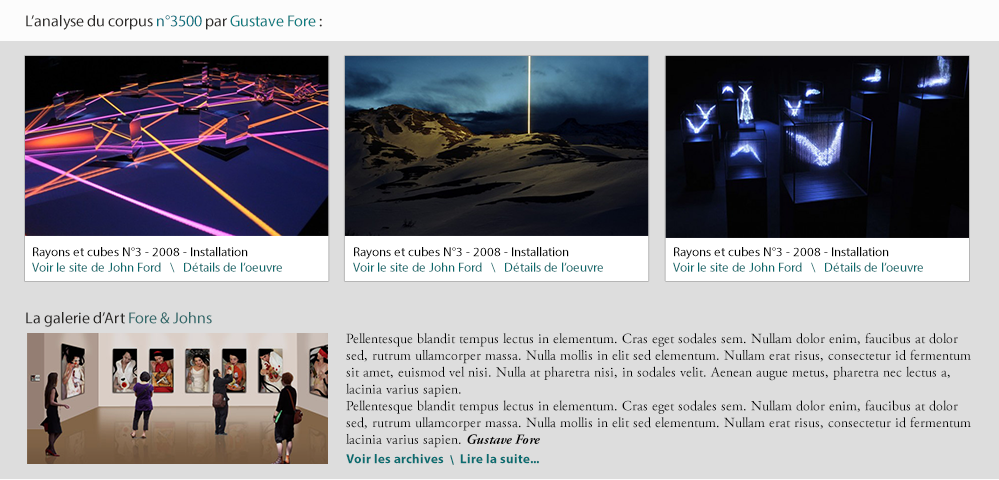 L'analyse du corpus n°3500 par Gustave Fore :
Rayons et cubes N°3 - 2008 - Installation
Voir le site de John Ford \ Détails de l'oeuvre
Rayons et cubes N°3 - 2008 - Installation
Voir le site de John Ford \ Détails de l'oeuvre
Rayons et cubes N°3 - 2008 - Installation
Voir le site de John Ford \ Détails de l'oeuvre
La galerie d'Art Fore & Johns
Pellentesque blandit tempus lectus in elementum. Cras eget sodales sem. Nullam dolor enim, faucibus at dolor
sed, rutrum ullamcorper massa. Nulla mollis in elit sed elementum. Nullam erat risus, consectetur id fermentum
sit amet, euismod vel nisi. Nulla at pharetra nisi, in sodales velit. Aenean augue metus, pharetra nec lectus a,
lacinia varius sapien.
Pellentesque blandit tempus lectus in elementum. Cras eget sodales sem. Nullam dolor enim, faucibus at dolor
sed, rutrum ullamcorper massa. Nulla mollis in elit sed elementum. Nullam erat risus, consectetur id fermentum
lacinia varius sapien. Gustave Fore
Voir les archives \ Lire la suite...